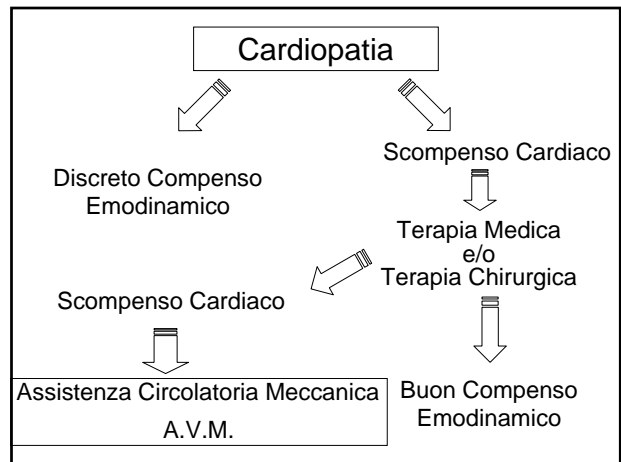 Cardiopatia
Scompenso Cardiaco
Discreto Compenso
Emodinamico
Terapia Medica
e/o
Terapia Chirurgica
Scompenso Cardiaco
Assistenza Circolatoria Meccanica
A.V.M.
Buon Compenso
Emodinamico